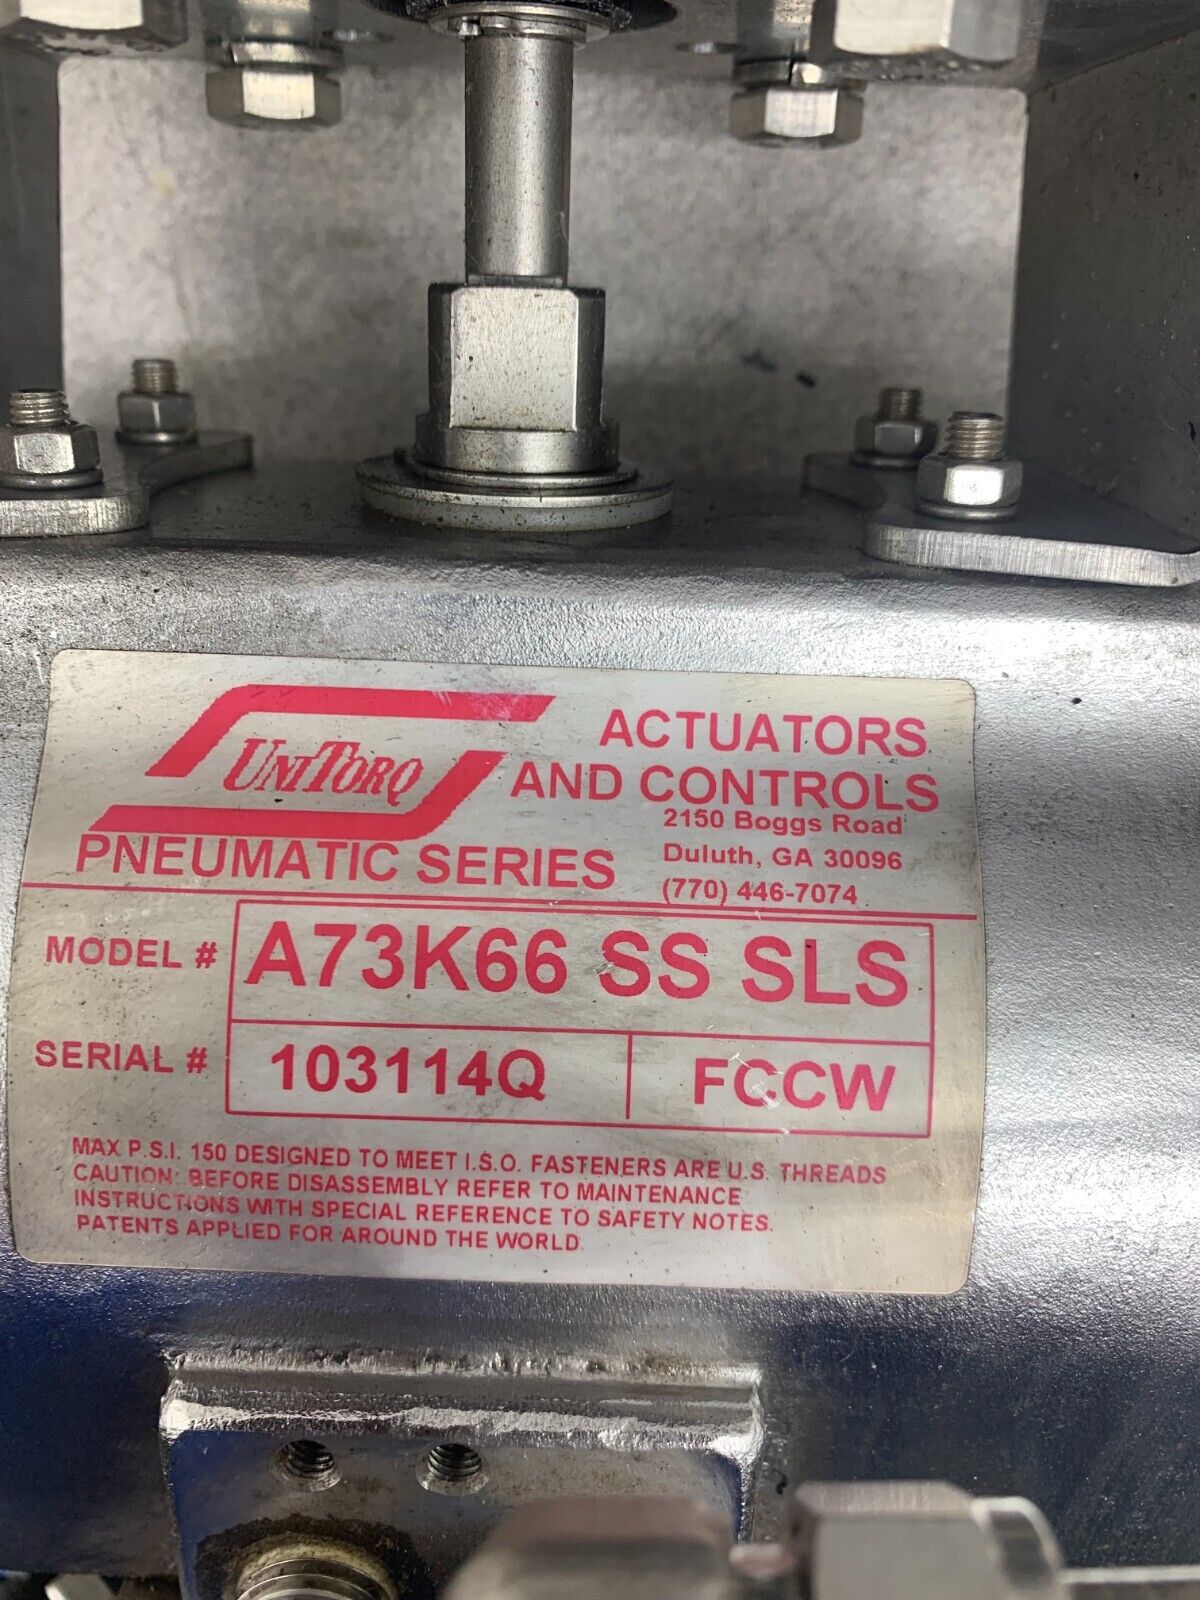 UNITORQ
PNEUMATIC SERIES
ACTUATORS
AND CONTROLS
2150 Boggs Road
Duluth, GA 30096
(770) 446-7074
MODEL # A73K66 SS SLS
SERIAL # 103114Q FCCW
MAX P.S.I. 150 DESIGNED TO MEET I.S.O. FASTENERS ARE U.S. THREADS
CAUTION: BEFORE DISASSEMBLY REFER TO MAINTENANCE
INSTRUCTIONS WITH SPECIAL REFERENCE TO SAFETY NOTES.
PATENTS APPLIED FOR AROUND THE WORLD.